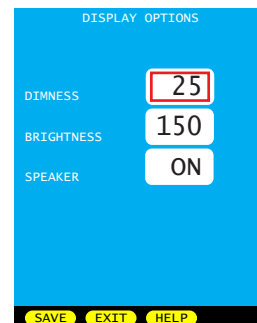 DISPLAY OPTIONS
DIMNESS 25
BRIGHTNESS 150
SPEAKER ON
SAVE EXIT HELP